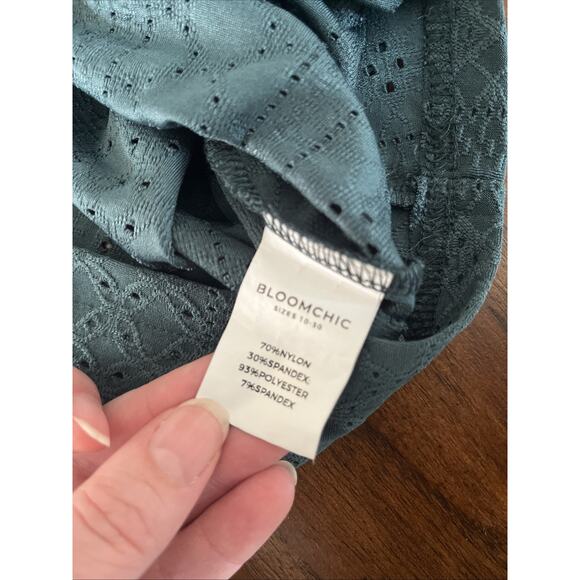 BLOOMCHIC
SIZES 10-30
70%NYLON
30%SPANDEX;
93%POLYESTER
7%SPANDEX